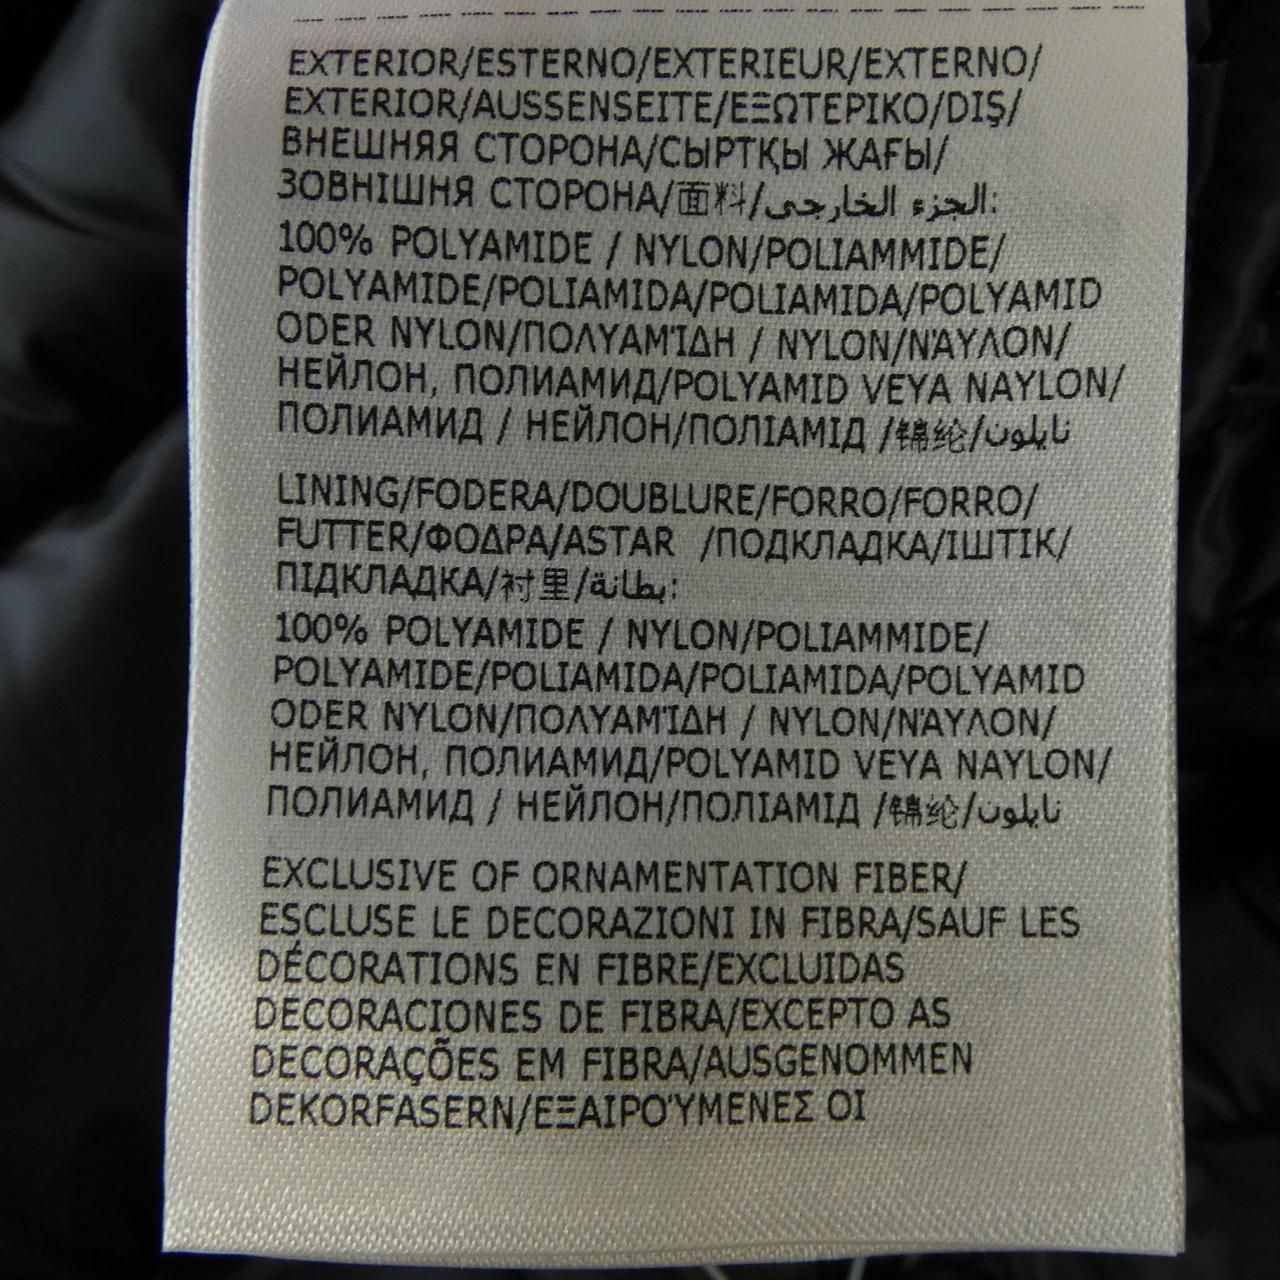 EXTERIOR/ESTERNO/EXTERIEUR/EXTERNO/
EXTERIOR/AUSSENSEITE/ΕΞΩΤΕΡΙΚΟ/DIŞ/
ВНЕШНЯЯ СТОРОНА/СЫРТҚЫ ЖАҒЫ/
ЗОВНІШНЯ СТОРОНА/面料/الجزء الخارجى:
100% POLYAMIDE / NYLON/POLIAMMIDE/
POLYAMIDE/POLIAMIDA/POLIAMIDA/POLYAMID
ODER NYLON/ΠΟΛΥΑΜΊΔΗ / NYLON/ΝΆΥΛΟΝ/
НЕЙЛОН, ПОЛИАМИД/POLYAMID VEYA NAYLON/
ПОЛИАМИД / НЕЙЛОН/ПОЛІАМІД /锦纶/نايلون
LINING/FODERA/DOUBLURE/FORRO/FORRO/
FUTTER/ΦΟΔΡΑ/ASTAR /ПОДКЛАДКА/ІШТІК/
ПІДКЛАДКА/衬里/بطانة:
100% POLYAMIDE / NYLON/POLIAMMIDE/
POLYAMIDE/POLIAMIDA/POLIAMIDA/POLYAMID
ODER NYLON/ΠΟΛΥΑΜΊΔΗ / NYLON/ΝΆΥΛΟΝ/
НЕЙЛОН, ПОЛИАМИД/POLYAMID VEYA NAYLON/
ПОЛИАМИД / НЕЙЛОН/ПОЛІАМІД /锦纶/نايلون
EXCLUSIVE OF ORNAMENTATION FIBER/
ESCLUSE LE DECORAZIONI IN FIBRA/SAUF LES
DÉCORATIONS EN FIBRE/EXCLUIDAS
DECORACIONES DE FIBRA/EXCEPTO AS
DECORAÇÕES EM FIBRA/AUSGENOMMEN
DEKORFASERN/ΕΞΑΙΡΟΎΜΕΝΕΣ ΟΙ